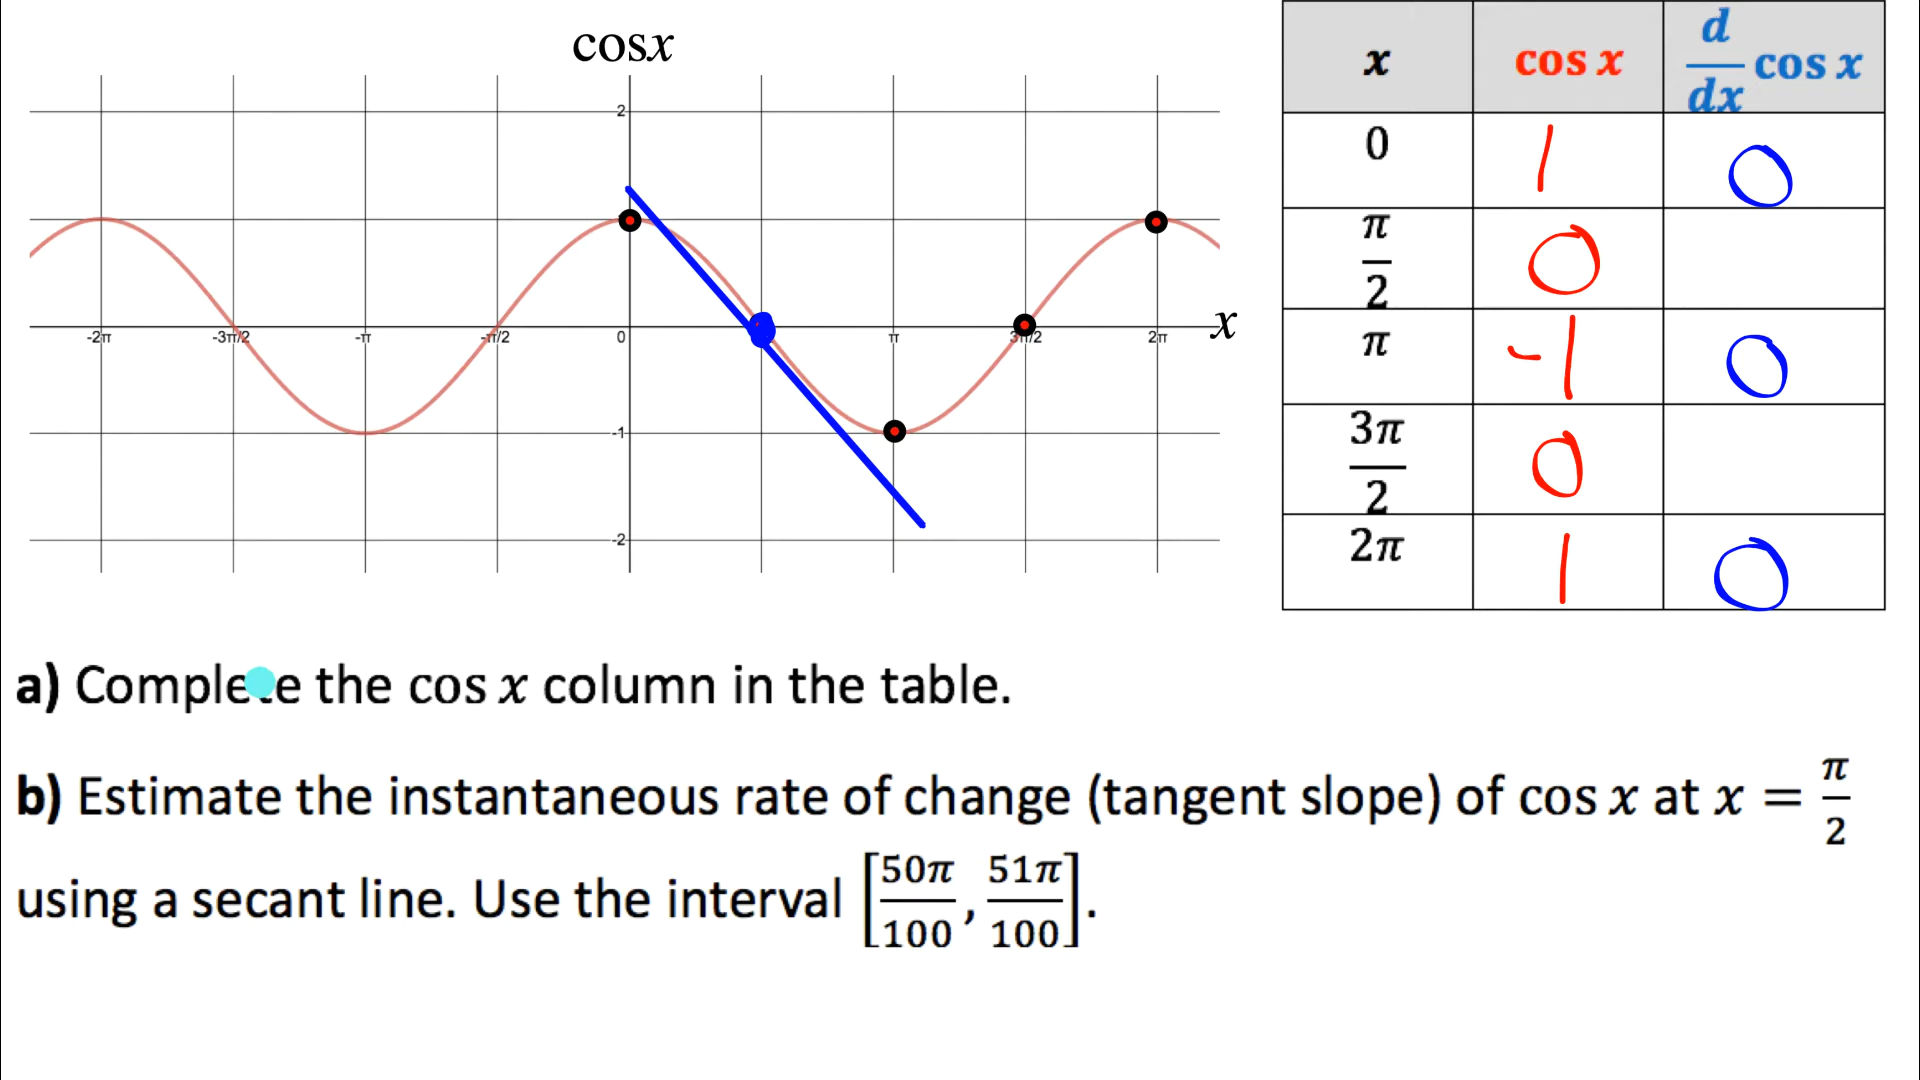 cos x
2
-2π -3π/2 -π -π/2 0 π 3π/2 2π x
-1
-2
x cos x d/dx cos x
0 1 0
π/2 0
π -1 0
3π/2 0
2π 1 0
a) Complete the cos x column in the table.
b) Estimate the instantaneous rate of change (tangent slope) of cos x at x = π/2
using a secant line. Use the interval [50π/100, 51π/100].